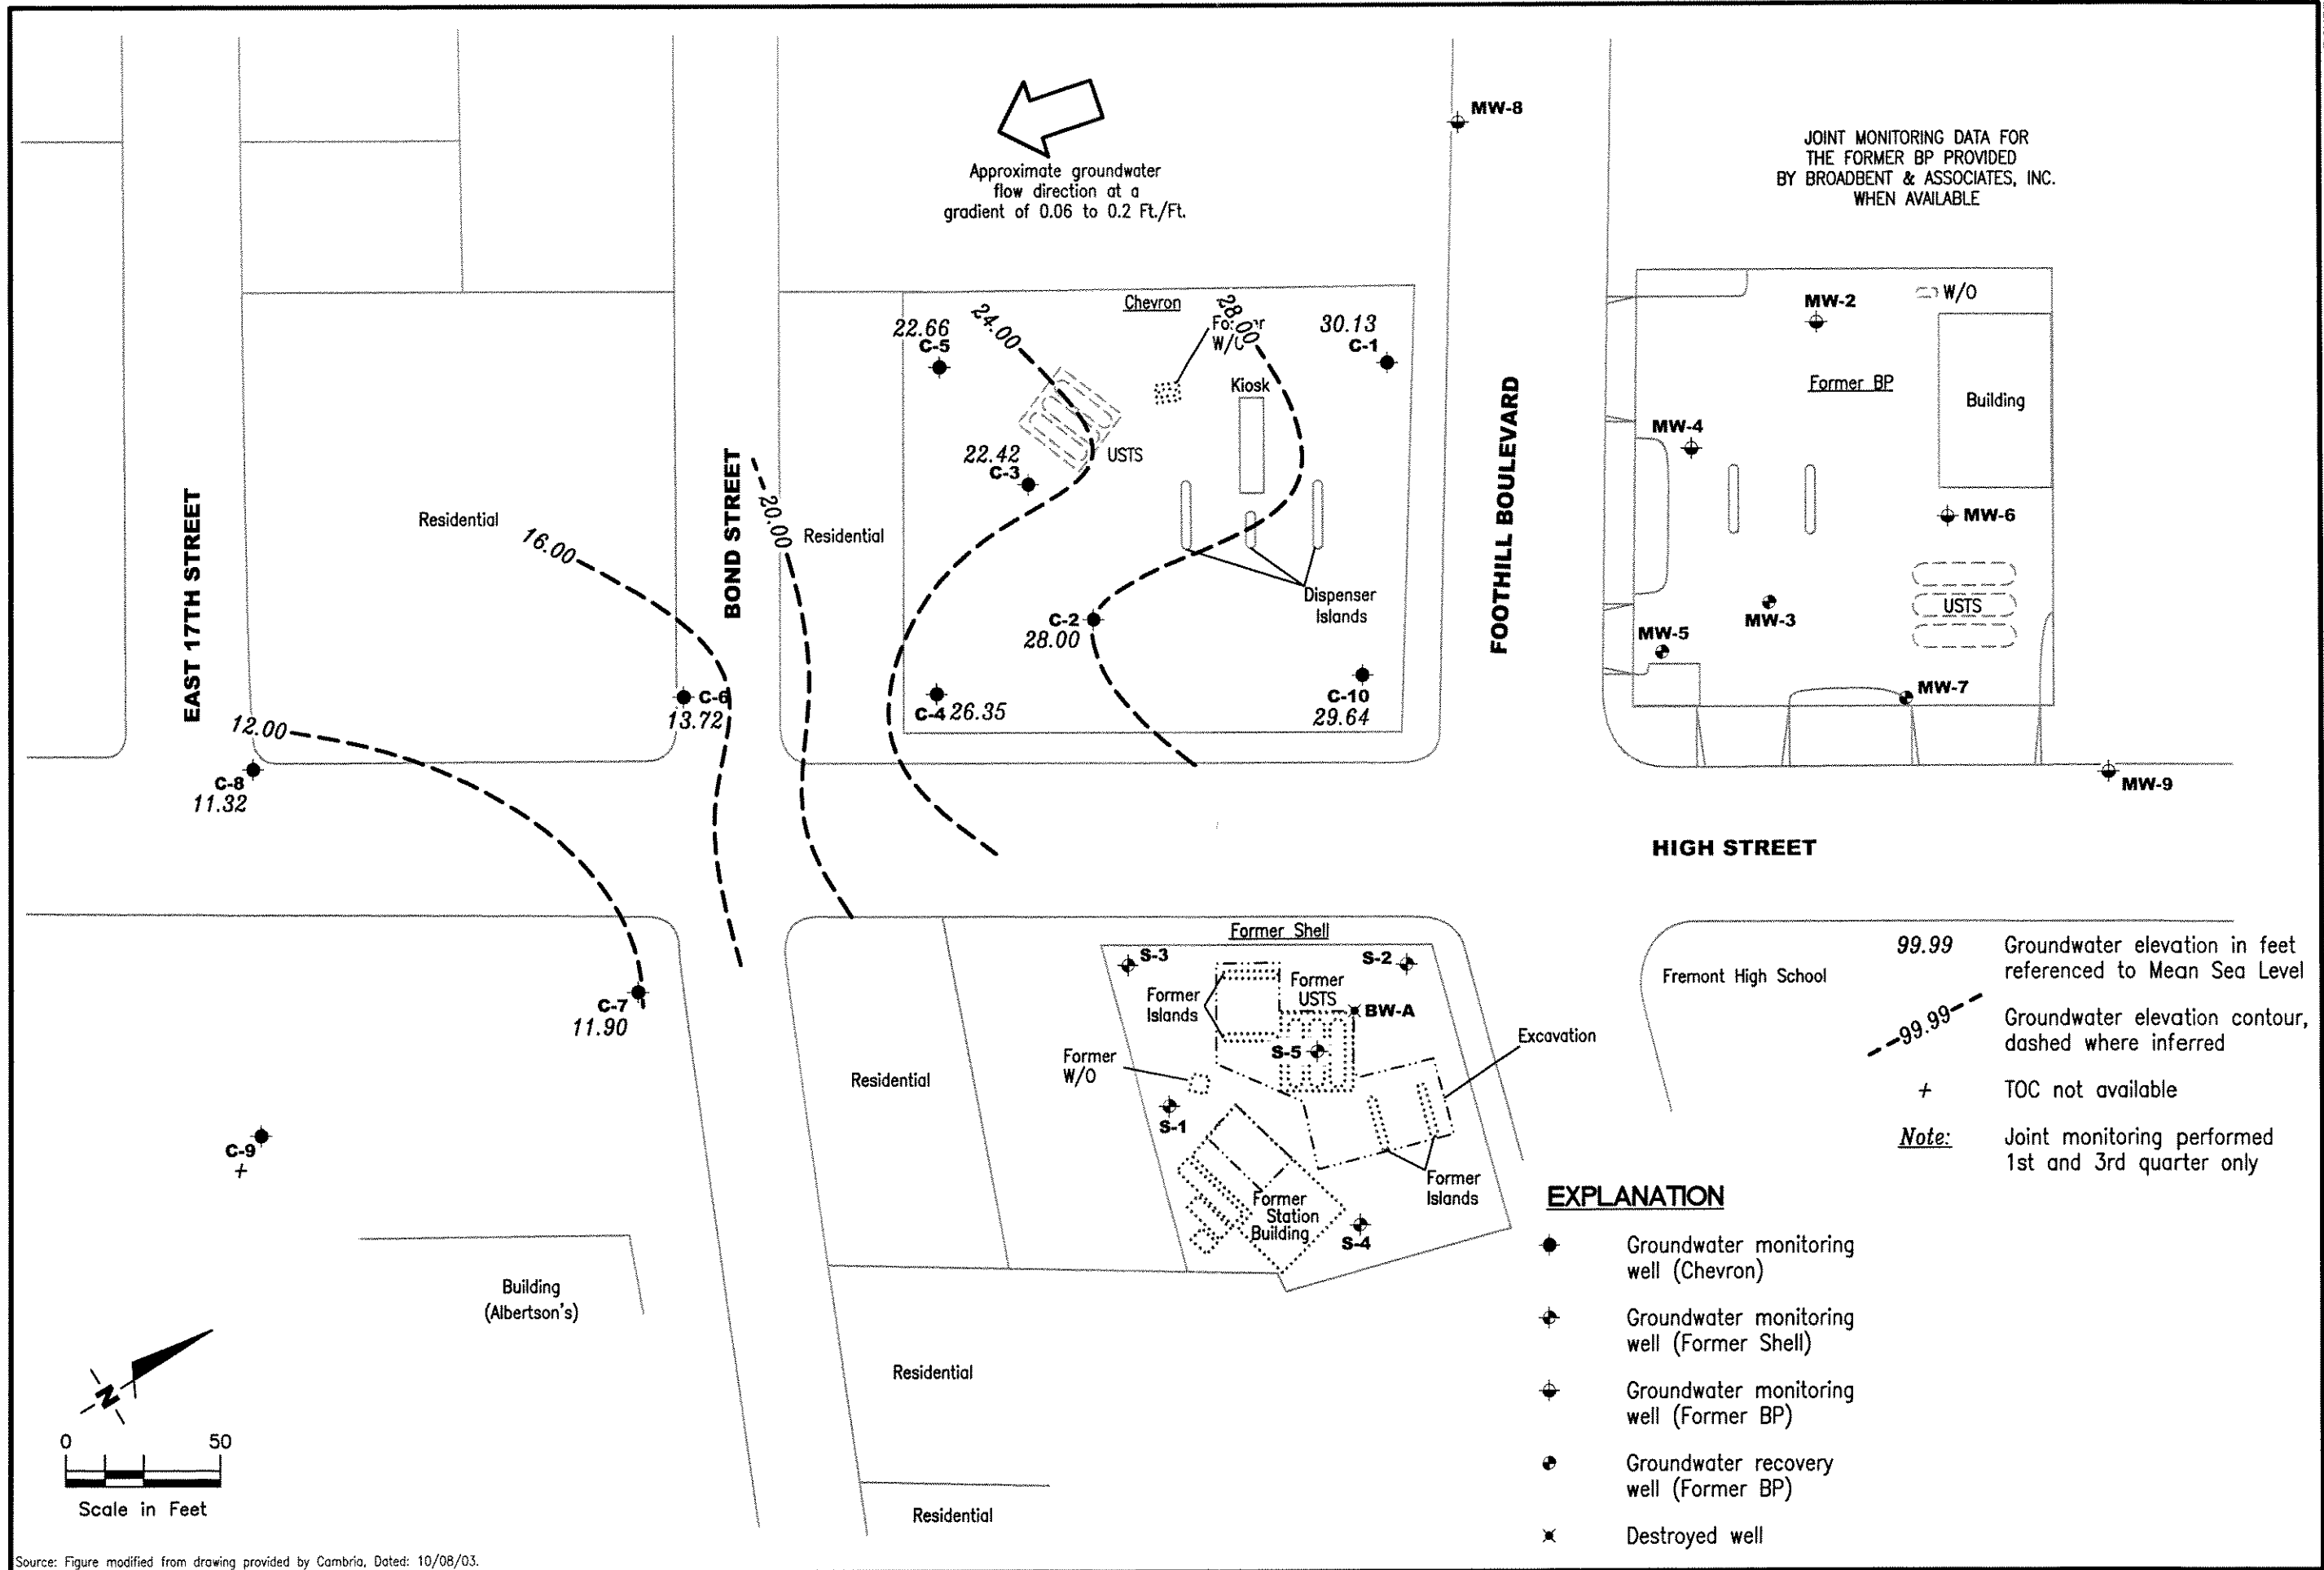 MW-8
JOINT MONITORING DATA FOR
THE FORMER BP PROVIDED
BY BROADBENT & ASSOCIATES, INC.
WHEN AVAILABLE
Approximate groundwater
flow direction at a
gradient of 0.06 to 0.2 Ft./Ft.
Chevron
22.66
C-5
24.00
28.00
Former
W/O
30.13
C-1
Kiosk
22.42
C-3
USTS
MW-2
W/O
Former BP
Building
MW-4
MW-6
MW-3
USTS
MW-5
MW-7
MW-9
EAST 17TH STREET
Residential
16.00
BOND STREET
20.00
Residential
FOOTHILL BOULEVARD
Dispenser
Islands
C-2
28.00
C-4 26.35
C-10
29.64
C-6
13.72
12.00
C-8
11.32
HIGH STREET
C-7
11.90
C-9
+
Former Shell
S-3
S-2
Former
Islands
Former
USTS
BW-A
S-5
Excavation
Former
W/O
S-1
Former
Islands
Former
Station
Building
S-4
Residential
Residential
Residential
Building
(Albertson's)
Fremont High School
99.99 Groundwater elevation in feet
referenced to Mean Sea Level
99.99 Groundwater elevation contour,
dashed where inferred
+ TOC not available
Note: Joint monitoring performed
1st and 3rd quarter only
EXPLANATION
Groundwater monitoring
well (Chevron)
Groundwater monitoring
well (Former Shell)
Groundwater monitoring
well (Former BP)
Groundwater recovery
well (Former BP)
Destroyed well
N
0 50
Scale in Feet
Source: Figure modified from drawing provided by Cambria, Dated: 10/08/03.